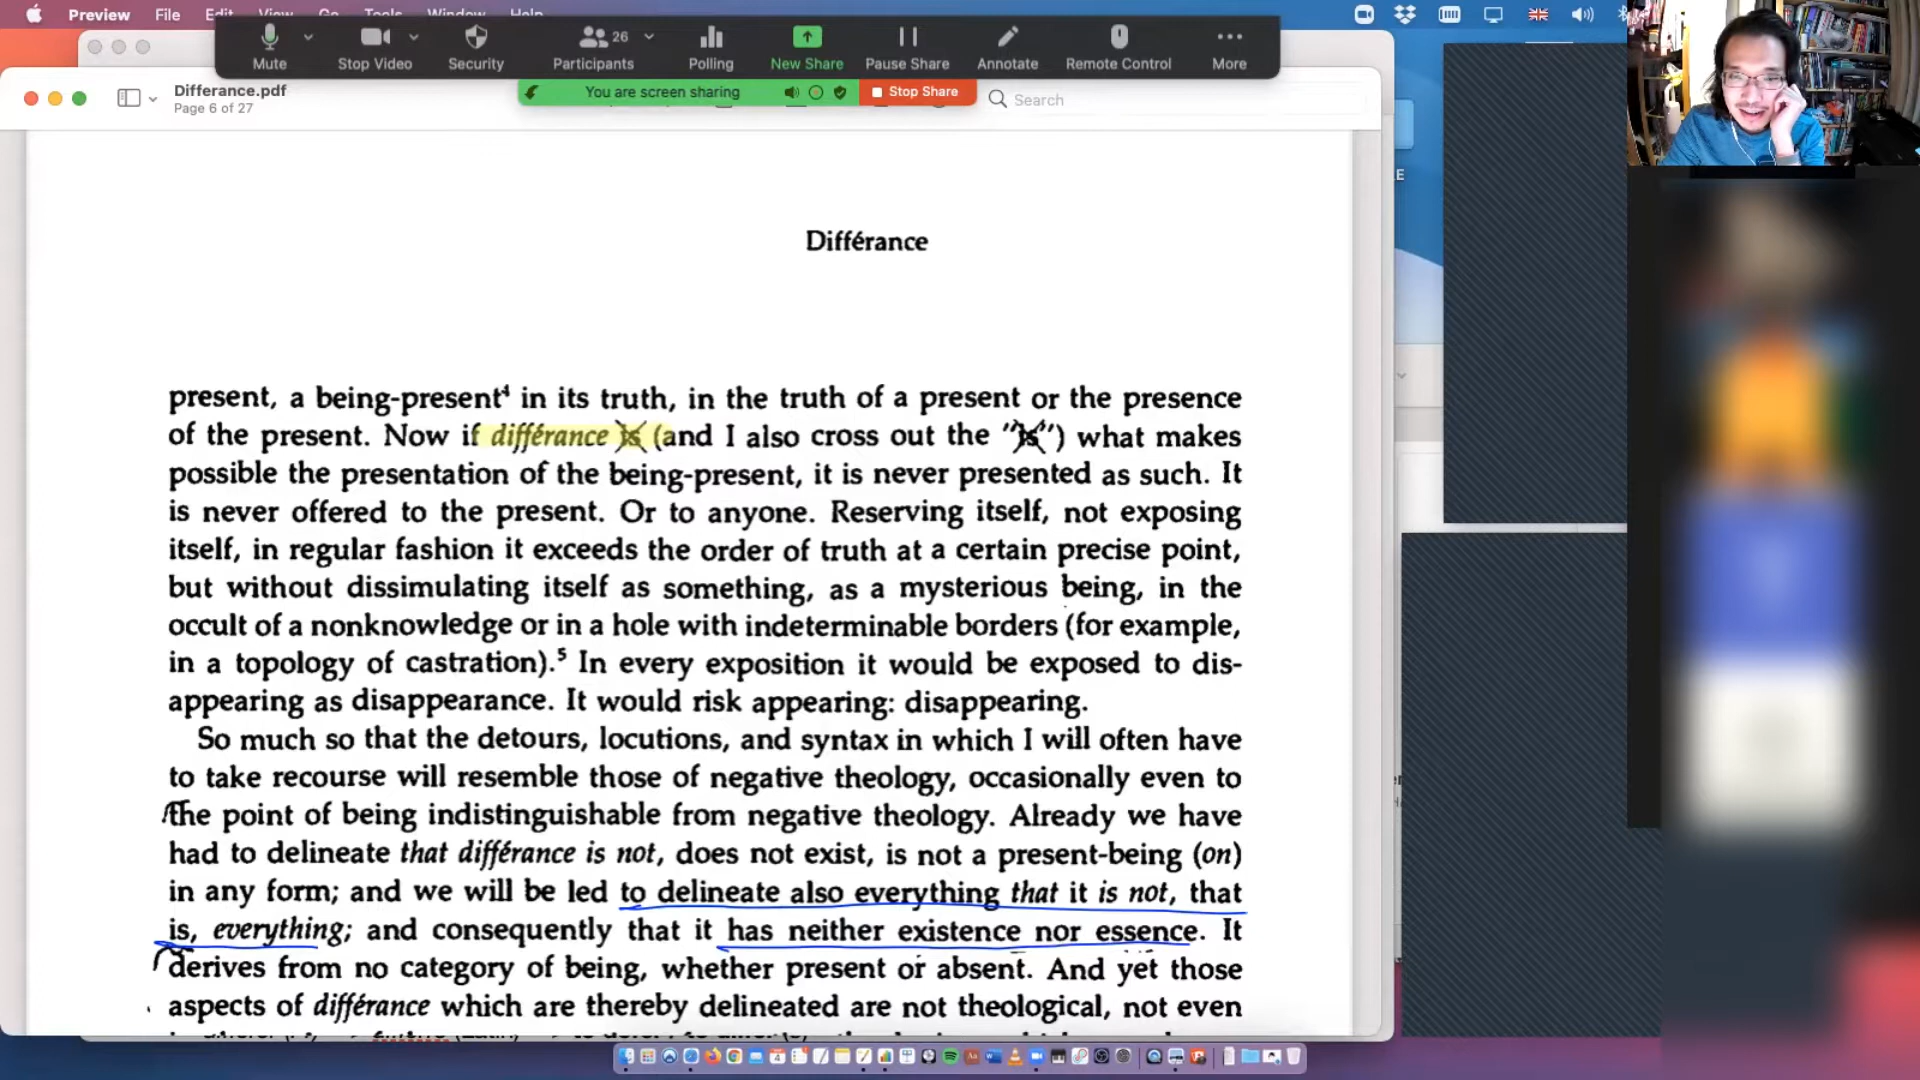 Preview File Edit View Go Tools Window Help
Mute Stop Video Security Participants 26 Polling New Share Pause Share Annotate Remote Control More
You are screen sharing Stop Share
Differance.pdf
Page 6 of 27
Search
Différance
present, a being-present⁴ in its truth, in the truth of a present or the presence
of the present. Now if différance is (and I also cross out the "is") what makes
possible the presentation of the being-present, it is never presented as such. It
is never offered to the present. Or to anyone. Reserving itself, not exposing
itself, in regular fashion it exceeds the order of truth at a certain precise point,
but without dissimulating itself as something, as a mysterious being, in the
occult of a nonknowledge or in a hole with indeterminable borders (for example,
in a topology of castration).⁵ In every exposition it would be exposed to dis-
appearing as disappearance. It would risk appearing: disappearing.
So much so that the detours, locutions, and syntax in which I will often have
to take recourse will resemble those of negative theology, occasionally even to
the point of being indistinguishable from negative theology. Already we have
had to delineate that différance is not, does not exist, is not a present-being (on)
in any form; and we will be led to delineate also everything that it is not, that
is, everything; and consequently that it has neither existence nor essence. It
derives from no category of being, whether present or absent. And yet those
aspects of différance which are thereby delineated are not theological, not even